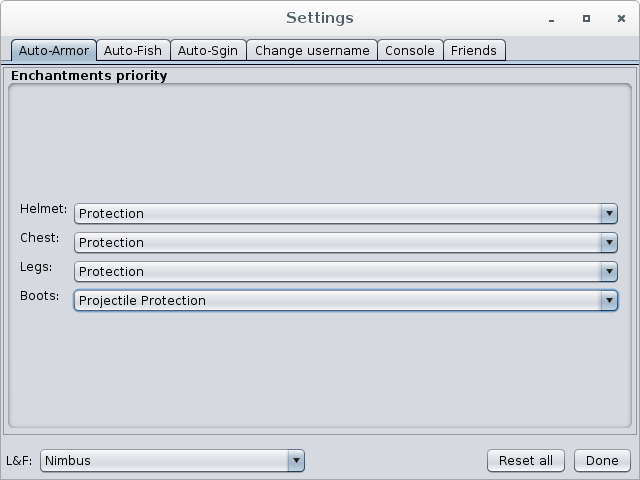 Settings
Auto-Armor Auto-Fish Auto-Sgin Change username Console Friends
Enchantments priority
Helmet: Protection
Chest: Protection
Legs: Protection
Boots: Projectile Protection
L&F: Nimbus Reset all Done